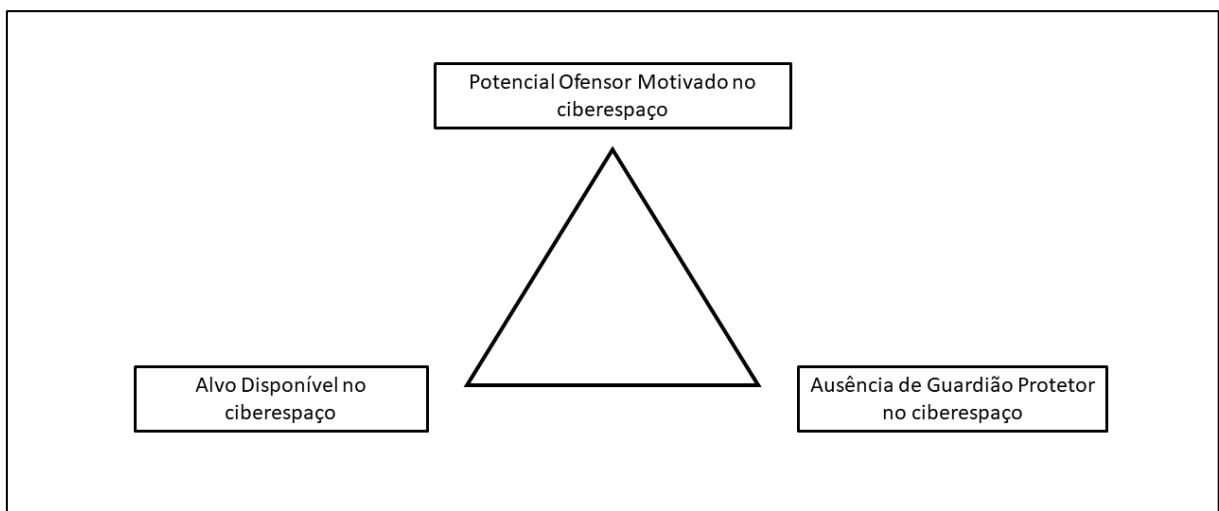 Potencial Ofensor Motivado no
ciberespaço
Alvo Disponível no
ciberespaço
Ausência de Guardião Protetor
no ciberespaço